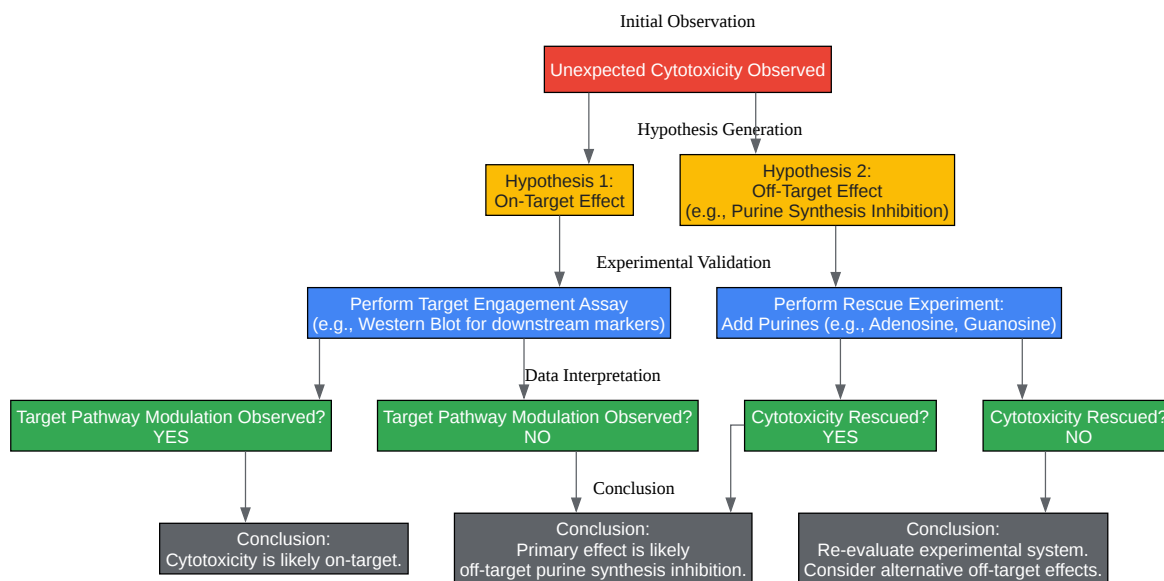 Initial Observation
Unexpected Cytotoxicity Observed
Hypothesis Generation
Hypothesis 1:
On-Target Effect
Hypothesis 2:
Off-Target Effect
(e.g., Purine Synthesis Inhibition)
Experimental Validation
Perform Target Engagement Assay
(e.g., Western Blot for downstream markers)
Perform Rescue Experiment:
Add Purines (e.g., Adenosine, Guanosine)
Data Interpretation
Target Pathway Modulation Observed?
YES
Target Pathway Modulation Observed?
NO
Cytotoxicity Rescued?
YES
Cytotoxicity Rescued?
NO
Conclusion
Conclusion:
Cytotoxicity is likely on-target.
Conclusion:
Primary effect is likely
off-target purine synthesis inhibition.
Conclusion:
Re-evaluate experimental system.
Consider alternative off-target effects.